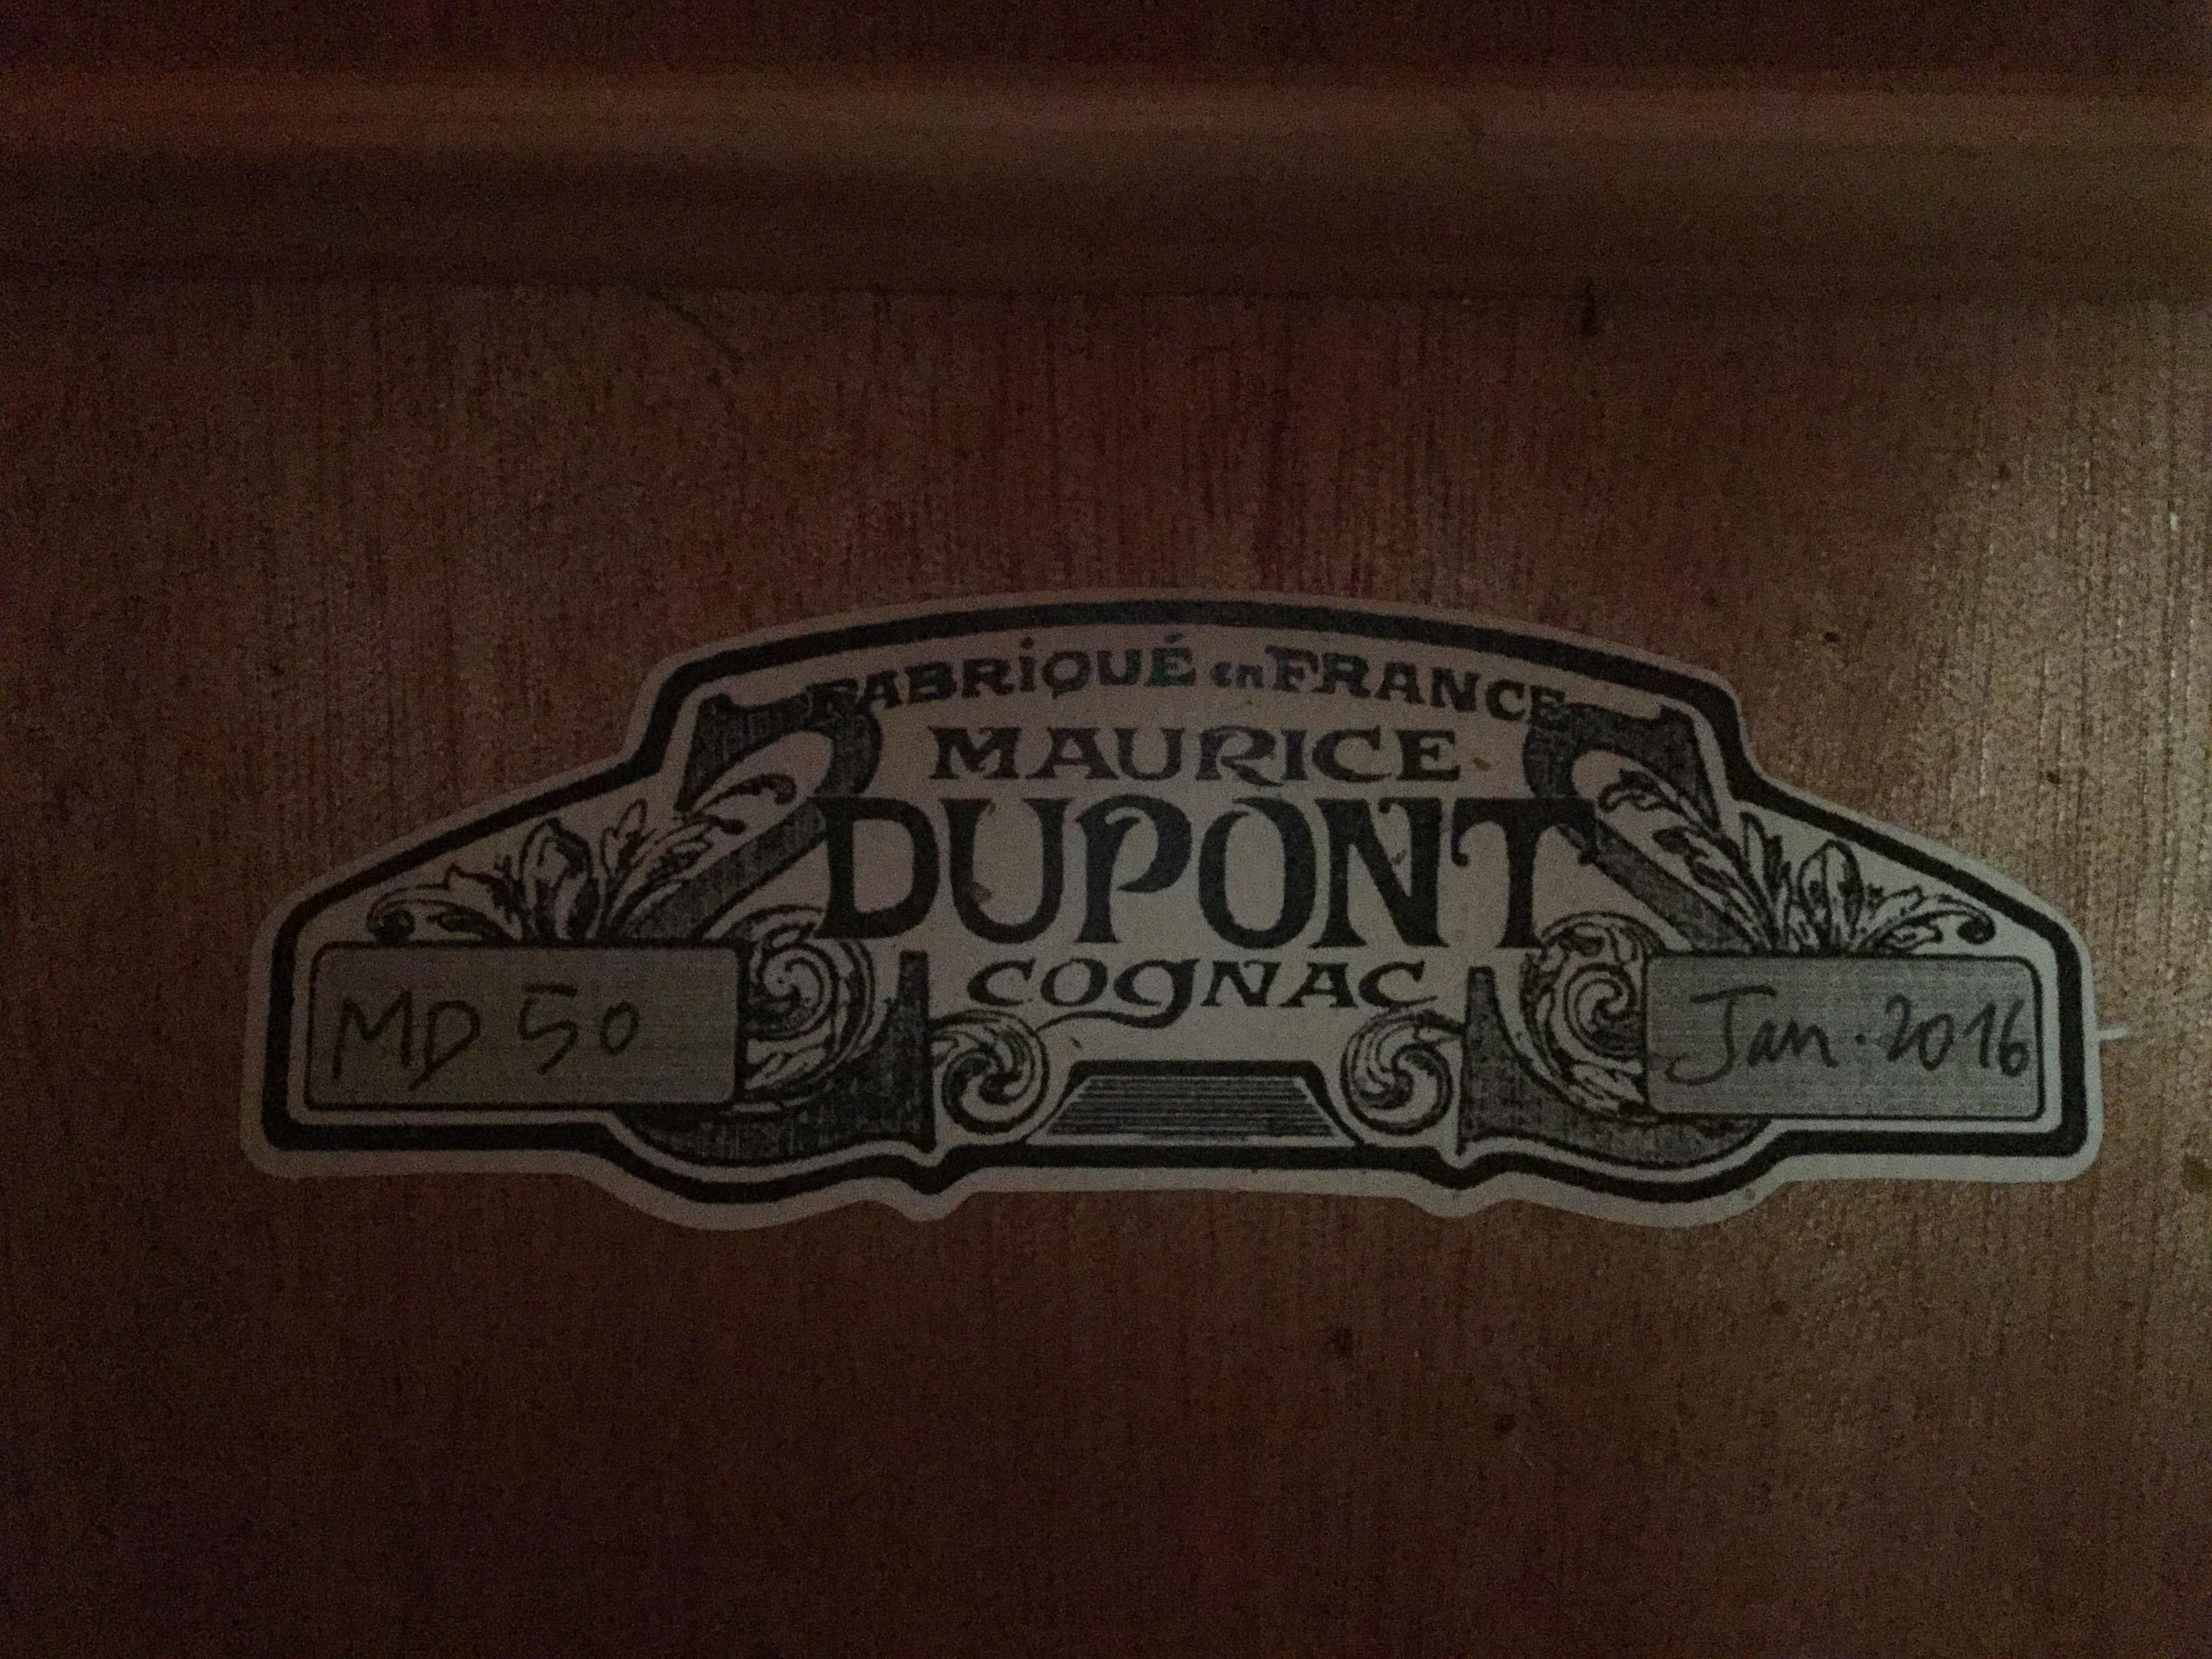 FABRiQUÉ en FRANCE
MAURICE
DUPONT
COGNAC
MD 50
Jan. 2016